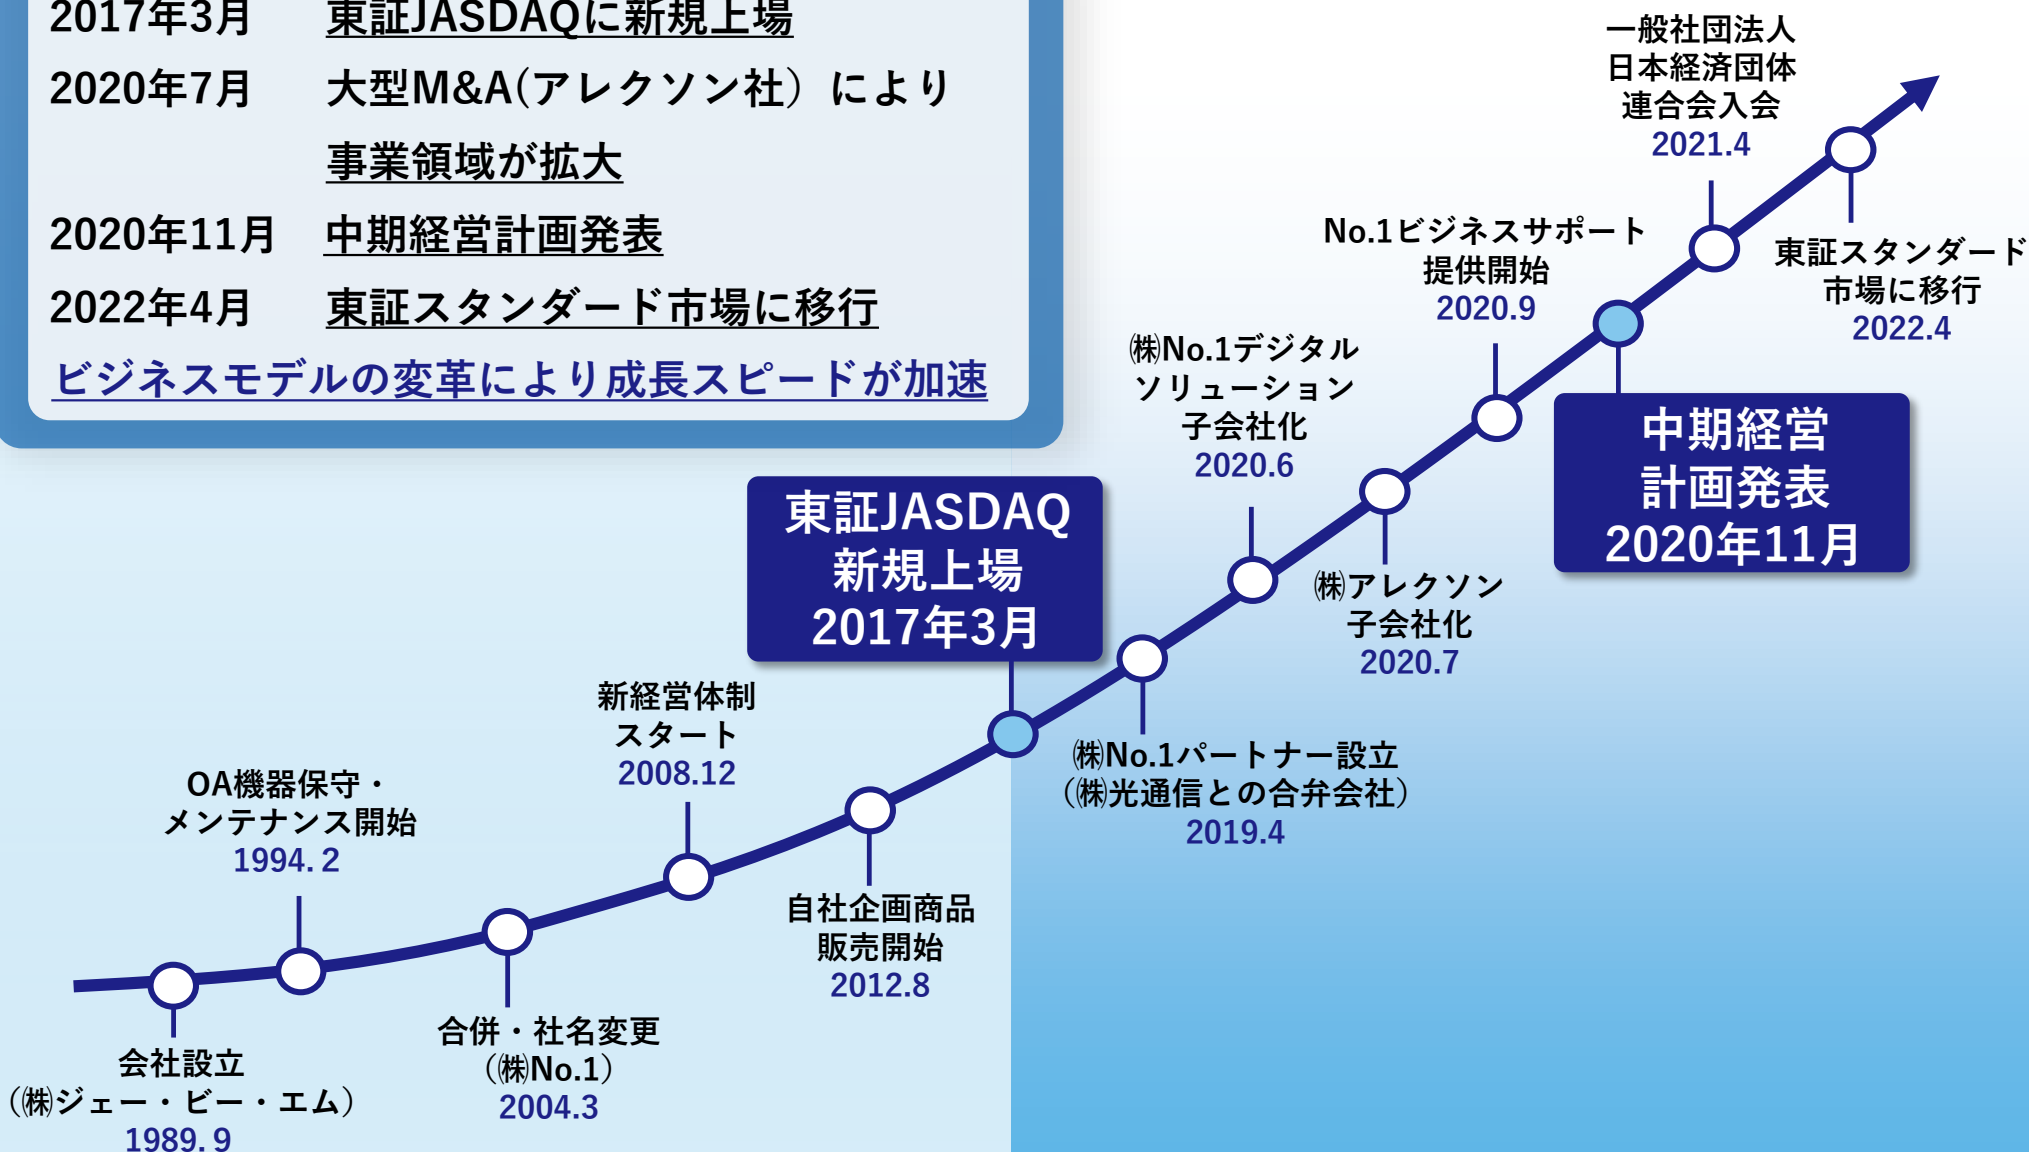 2017年3月 東証JASDAQに新規上場
2020年7月 大型M&A(アレクソン社）により
事業領域が拡大
2020年11月 中期経営計画発表
2022年4月 東証スタンダード市場に移行
ビジネスモデルの変革により成長スピードが加速
会社設立
（㈱ジェー・ビー・エム）
1989. 9
OA機器保守・
メンテナンス開始
1994. 2
合併・社名変更
（㈱No.1）
2004.3
新経営体制
スタート
2008.12
自社企画商品
販売開始
2012.8
東証JASDAQ
新規上場
2017年3月
㈱No.1パートナー設立
（㈱光通信との合弁会社）
2019.4
㈱No.1デジタル
ソリューション
子会社化
2020.6
㈱アレクソン
子会社化
2020.7
No.1ビジネスサポート
提供開始
2020.9
中期経営
計画発表
2020年11月
一般社団法人
日本経済団体
連合会入会
2021.4
東証スタンダード
市場に移行
2022.4